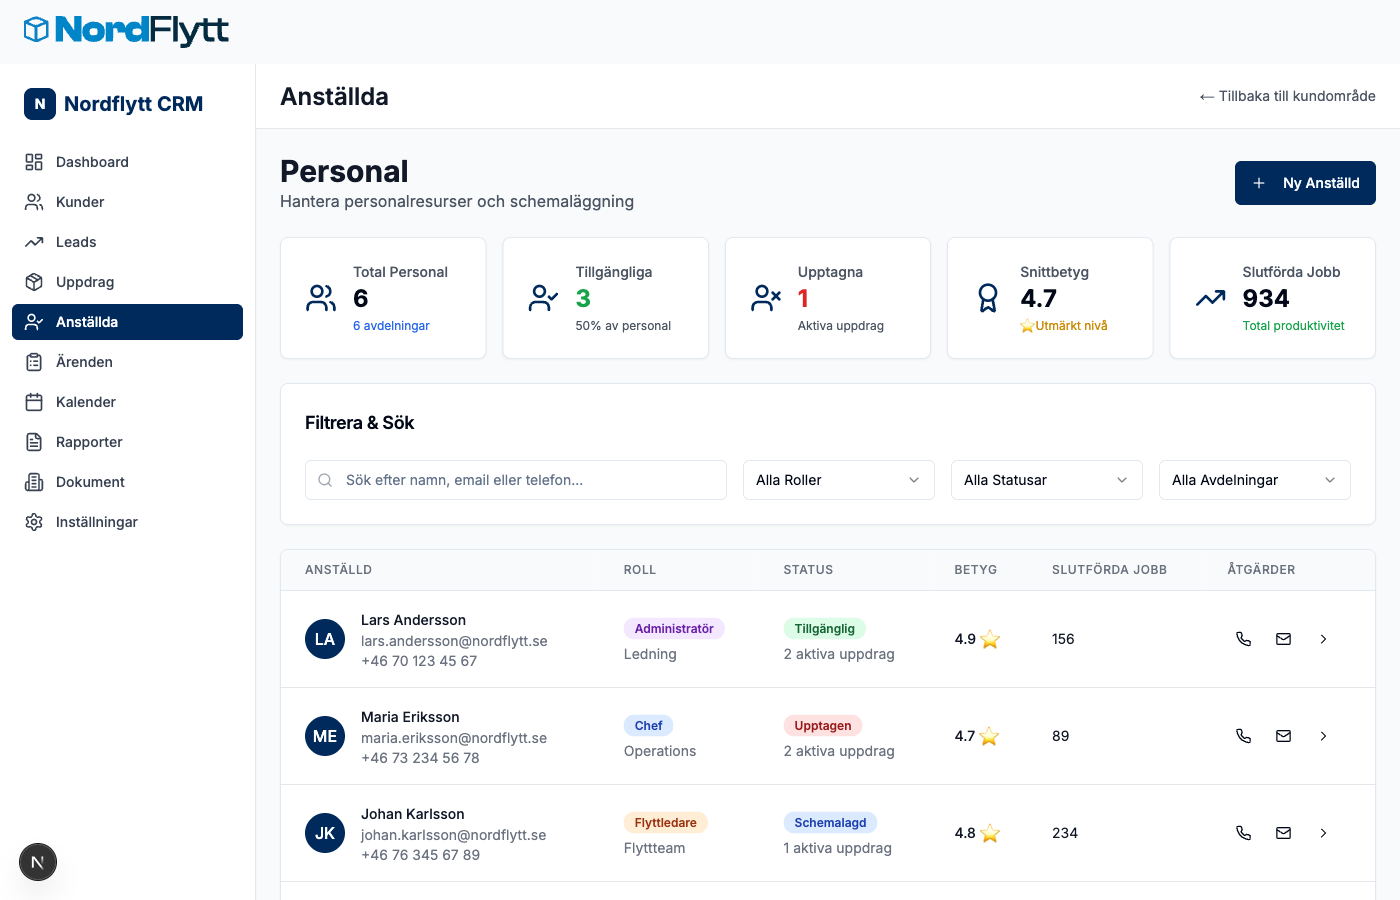 NordFlytt
N
Nordflytt CRM
Dashboard
Kunder
Leads
Uppdrag
Anställda
Ärenden
Kalender
Rapporter
Dokument
Inställningar
N
Anställda
← Tillbaka till kundområde
Personal
Hantera personalresurser och schemaläggning
Ny Anställd
Total Personal
6
6 avdelningar
Tillgängliga
3
50% av personal
Upptagna
1
Aktiva uppdrag
Snittbetyg
4.7
⭐Utmärkt nivå
Slutförda Jobb
934
Total produktivitet
Filtrera & Sök
Sök efter namn, email eller telefon...
Alla Roller
Alla Statusar
Alla Avdelningar
ANSTÄLLD ROLL STATUS BETYG SLUTFÖRDA JOBB ÅTGÄRDER
LA
Lars Andersson
lars.andersson@nordflytt.se
+46 70 123 45 67
Administratör
Ledning
Tillgänglig
2 aktiva uppdrag
4.9 ⭐
156
ME
Maria Eriksson
maria.eriksson@nordflytt.se
+46 73 234 56 78
Chef
Operations
Upptagen
2 aktiva uppdrag
4.7 ⭐
89
JK
Johan Karlsson
johan.karlsson@nordflytt.se
+46 76 345 67 89
Flyttledare
Flyttteam
Schemalagd
1 aktiva uppdrag
4.8 ⭐
234